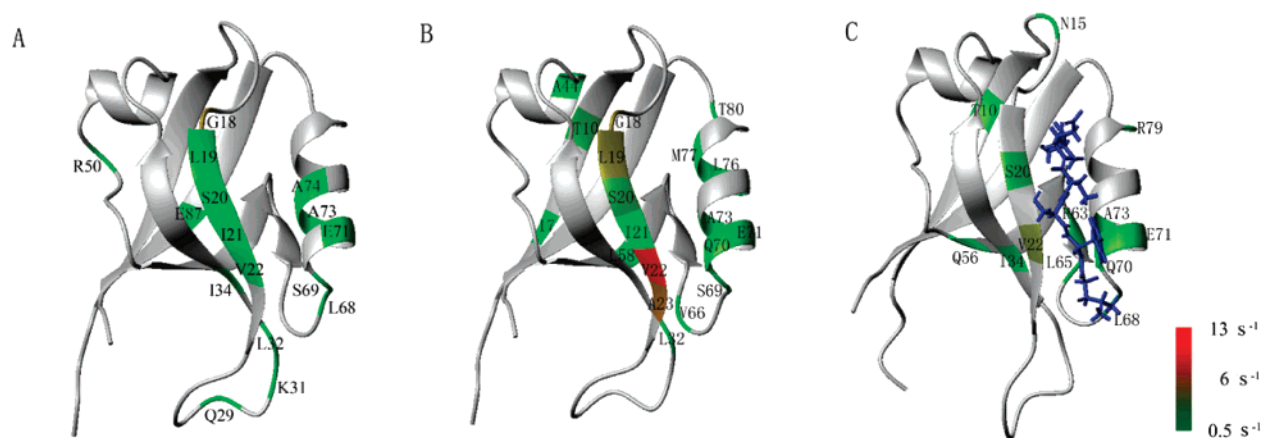 A
G18
L19
R50
A74
S20
E87
A73
E71
I21
V22
I34
S69
L68
L32
K31
Q29
B
A44
T80
T10
G18
L19
M77
L76
S20
A73
I7
I21
E71
Q70
L58
V22
S69
A23
V66
L32
C
N15
T10
R79
S20
A73
V22
E71
Q56
I34
L65
Q70
L68
13 s⁻¹
6 s⁻¹
0.5 s⁻¹